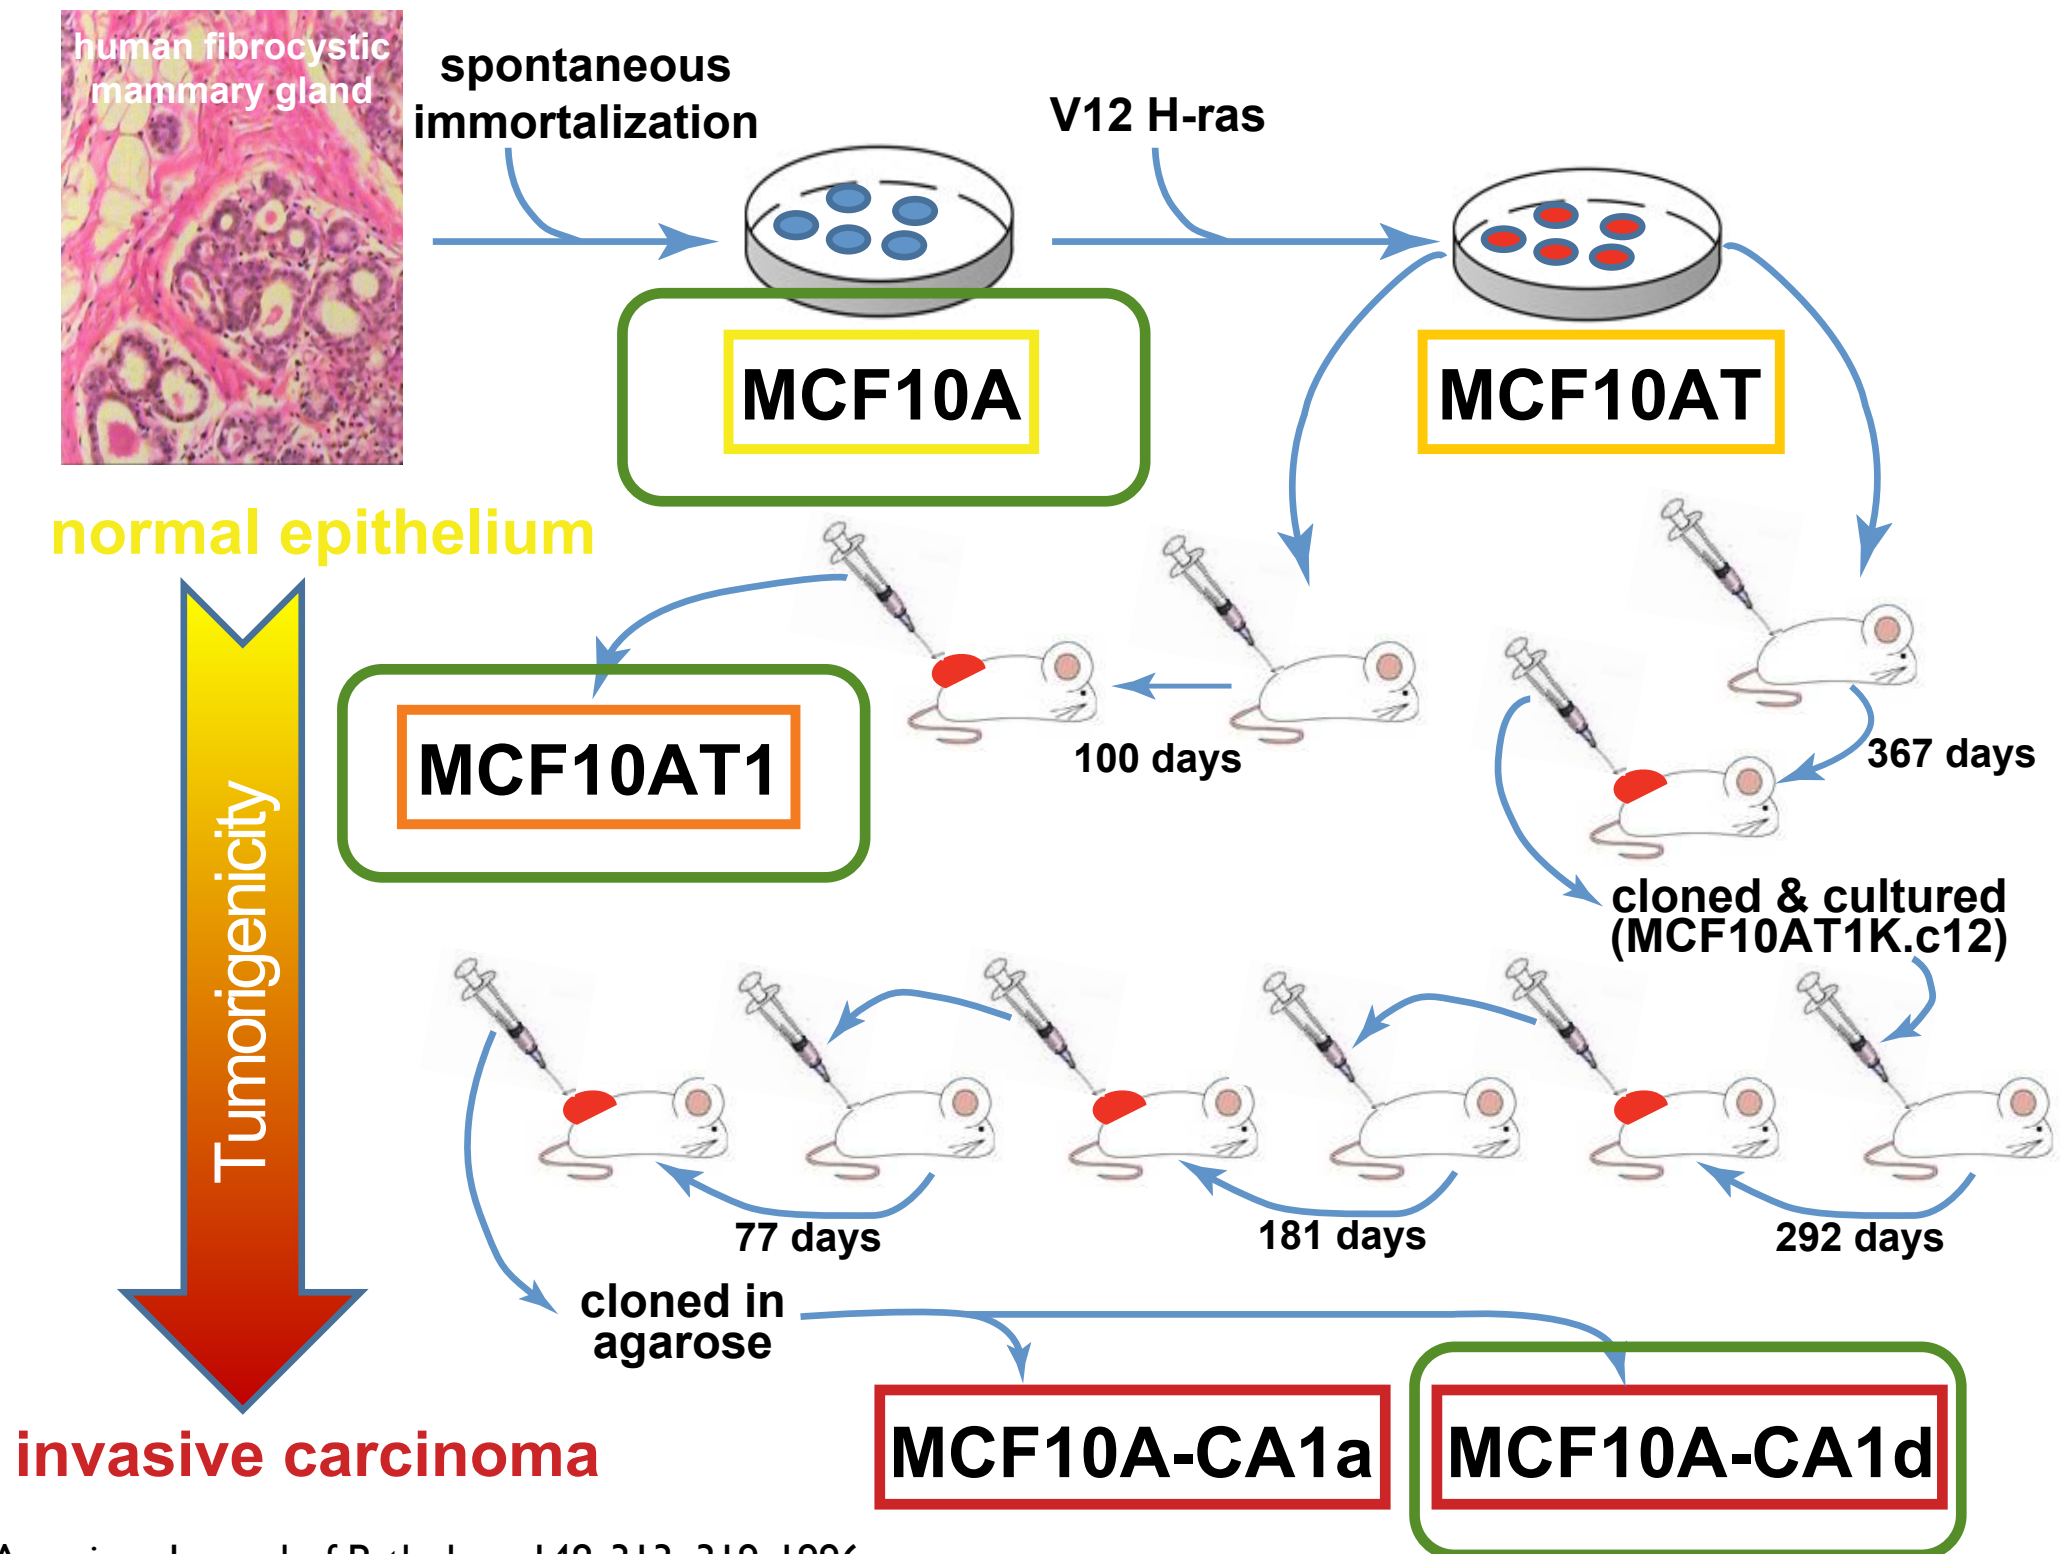 human fibrocystic
mammary gland
spontaneous
immortalization
V12 H-ras
MCF10A
MCF10AT
normal epithelium
MCF10AT1
100 days
367 days
Tumorigenicity
cloned & cultured
(MCF10AT1K.c12)
77 days
181 days
292 days
cloned in
agarose
MCF10A-CA1a
MCF10A-CA1d
invasive carcinoma